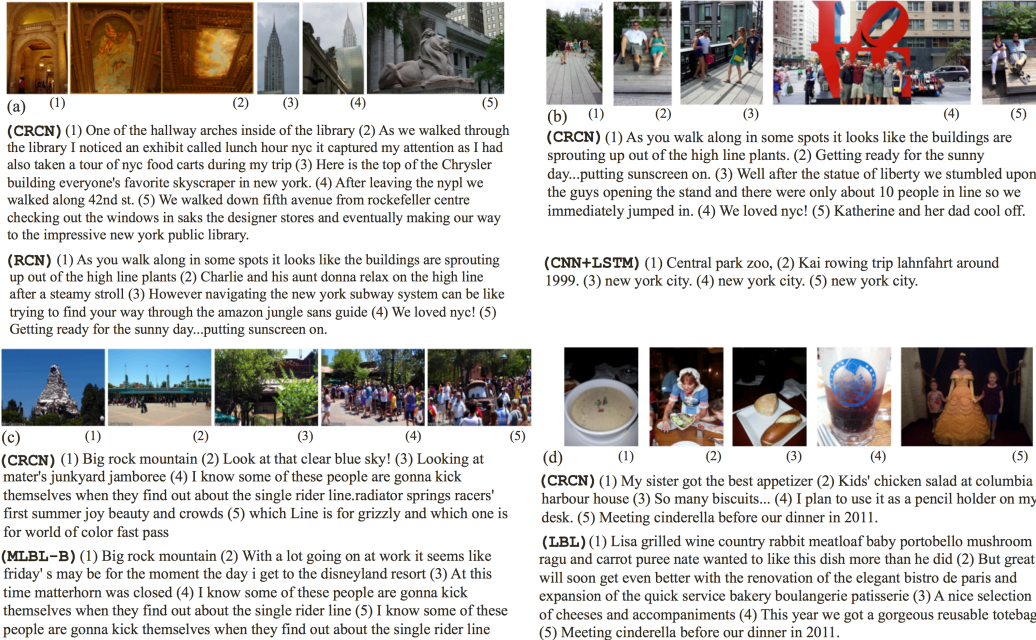 (a) (1) (2) (3) (4) (5)
(CRCN) (1) One of the hallway arches inside of the library (2) As we walked through
the library I noticed an exhibit called lunch hour nyc it captured my attention as I had
also taken a tour of nyc food carts during my trip (3) Here is the top of the Chrysler
building everyone's favorite skyscraper in new york. (4) After leaving the nypl we
walked along 42nd st. (5) We walked down fifth avenue from rockefeller centre
checking out the windows in saks the designer stores and eventually making our way
to the impressive new york public library.
(RCN) (1) As you walk along in some spots it looks like the buildings are sprouting
up out of the high line plants (2) Charlie and his aunt donna relax on the high line
after a steamy stroll (3) However navigating the new york subway system can be like
trying to find your way through the amazon jungle sans guide (4) We loved nyc! (5)
Getting ready for the sunny day...putting sunscreen on.
(b) (1) (2) (3) (4) (5)
(CRCN) (1) As you walk along in some spots it looks like the buildings are
sprouting up out of the high line plants. (2) Getting ready for the sunny
day...putting sunscreen on. (3) Well after the statue of liberty we stumbled upon
the guys opening the stand and there were only about 10 people in line so we
immediately jumped in. (4) We loved nyc! (5) Katherine and her dad cool off.
(CNN+LSTM) (1) Central park zoo, (2) Kai rowing trip lahnfahrt around
1999. (3) new york city. (4) new york city. (5) new york city.
(c) (1) (2) (3) (4) (5)
(CRCN) (1) Big rock mountain (2) Look at that clear blue sky! (3) Looking at
mater's junkyard jamboree (4) I know some of these people are gonna kick
themselves when they find out about the single rider line.radiator springs racers'
first summer joy beauty and crowds (5) which Line is for grizzly and which one is
for world of color fast pass
(MLBL-B) (1) Big rock mountain (2) With a lot going on at work it seems like
friday' s may be for the moment the day i get to the disneyland resort (3) At this
time matterhorn was closed (4) I know some of these people are gonna kick
themselves when they find out about the single rider line (5) I know some of these
people are gonna kick themselves when they find out about the single rider line
(d) (1) (2) (3) (4) (5)
(CRCN) (1) My sister got the best appetizer (2) Kids' chicken salad at columbia
harbour house (3) So many biscuits... (4) I plan to use it as a pencil holder on my
desk. (5) Meeting cinderella before our dinner in 2011.
(LBL) (1) Lisa grilled wine country rabbit meatloaf baby portobello mushroom
ragu and carrot puree nate wanted to like this dish more than he did (2) But great
will soon get even better with the renovation of the elegant bistro de paris and
expansion of the quick service bakery boulangerie patisserie (3) A nice selection
of cheeses and accompaniments (4) This year we got a gorgeous reusable totebag
(5) Meeting cinderella before our dinner in 2011.